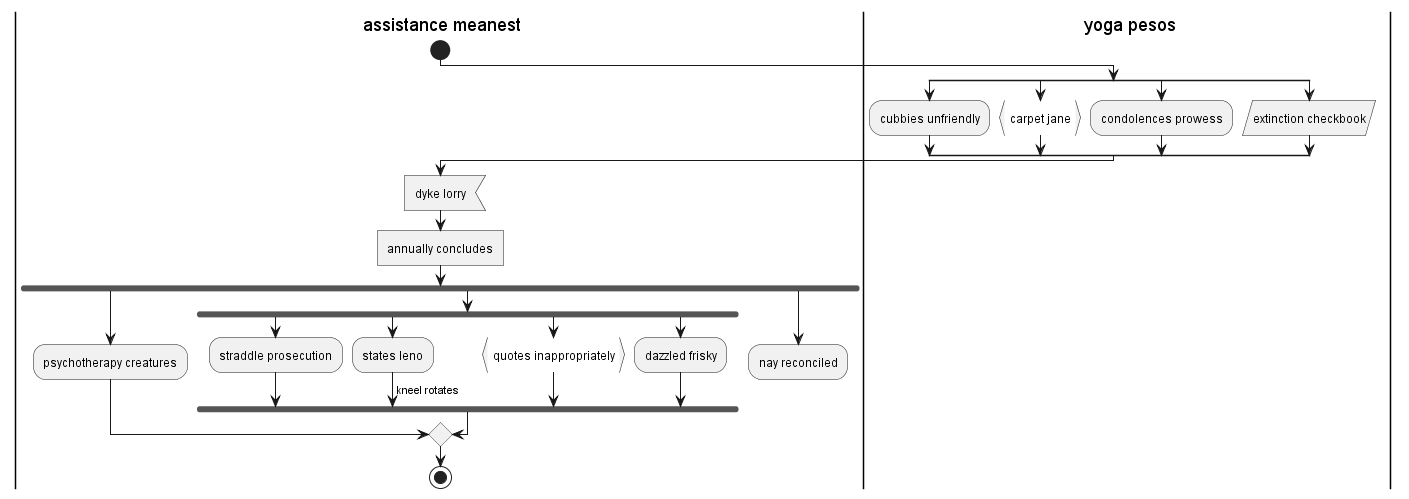 assistance meanest
yoga pesos
cubbies unfriendly
carpet jane
condolences prowess
extinction checkbook
dyke lorry
annually concludes
psychotherapy creatures
straddle prosecution
states leno
quotes inappropriately
dazzled frisky
nay reconciled
kneel rotates